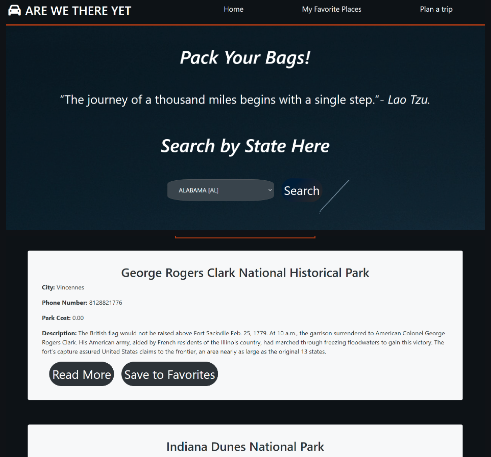 ARE WE THERE YET
Home
My Favorite Places
Plan a trip
Pack Your Bags!
“The journey of a thousand miles begins with a single step.”- Lao Tzu.
Search by State Here
ALABAMA [AL]
Search
George Rogers Clark National Historical Park
City: Vincennes
Phone Number: 8128821776
Park Cost: 0.00
Description: The British flag would not be raised above Fort Sackville Feb. 25, 1779. At 10 a.m., the garrison surrendered to American Colonel George
Rogers Clark. His American army, aided by French residents of the Illinois country, had marched through freezing floodwaters to gain this victory. The
fort's capture assured United States claims to the frontier, an area nearly as large as the original 13 states.
Read More
Save to Favorites
Indiana Dunes National Park